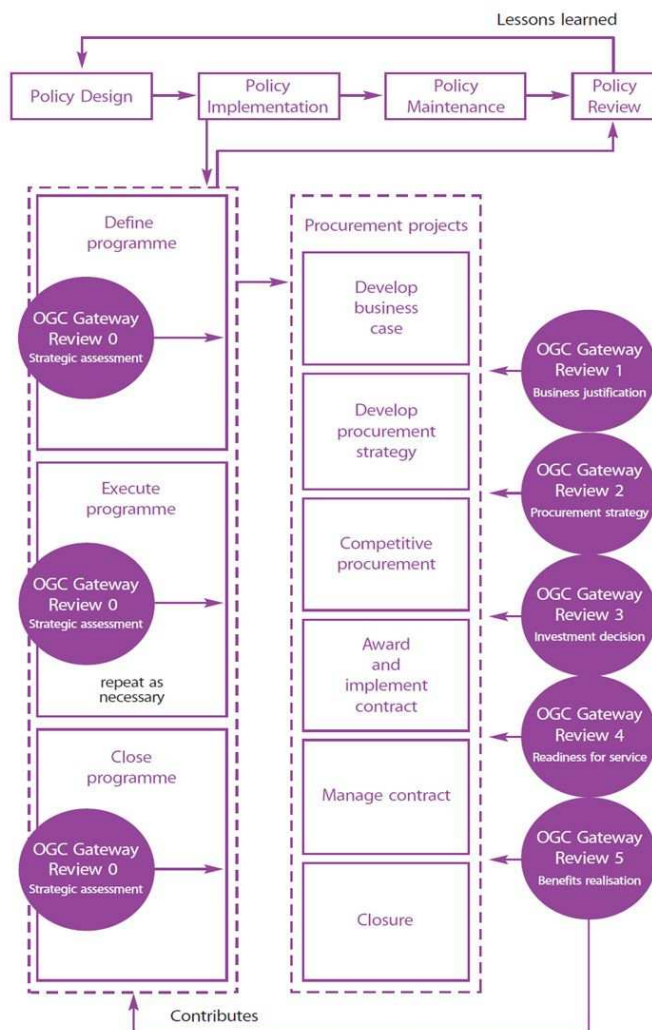 Lessons learned
Policy Design
Policy
Implementation
Policy
Maintenance
Policy
Review
Define
programme
OGC Gateway
Review 0
Strategic assessment
Execute
programme
OGC Gateway
Review 0
Strategic assessment
repeat as
necessary
Close
programme
OGC Gateway
Review 0
Strategic assessment
Procurement projects
Develop
business
case
Develop
procurement
strategy
Competitive
procurement
Award
and
implement
contract
Manage contract
Closure
OGC Gateway
Review 1
Business justification
OGC Gateway
Review 2
Procurement strategy
OGC Gateway
Review 3
Investment decision
OGC Gateway
Review 4
Readiness for service
OGC Gateway
Review 5
Benefits realisation
Contributes